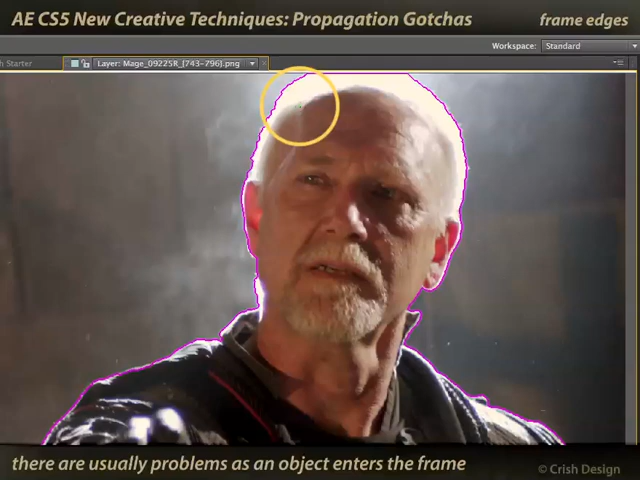 AE CS5 New Creative Techniques: Propagation Gotchas
frame edges
Workspace: Standard
h Starter
Layer: Mage_09225R_[743-796].png
there are usually problems as an object enters the frame
© Crish Design